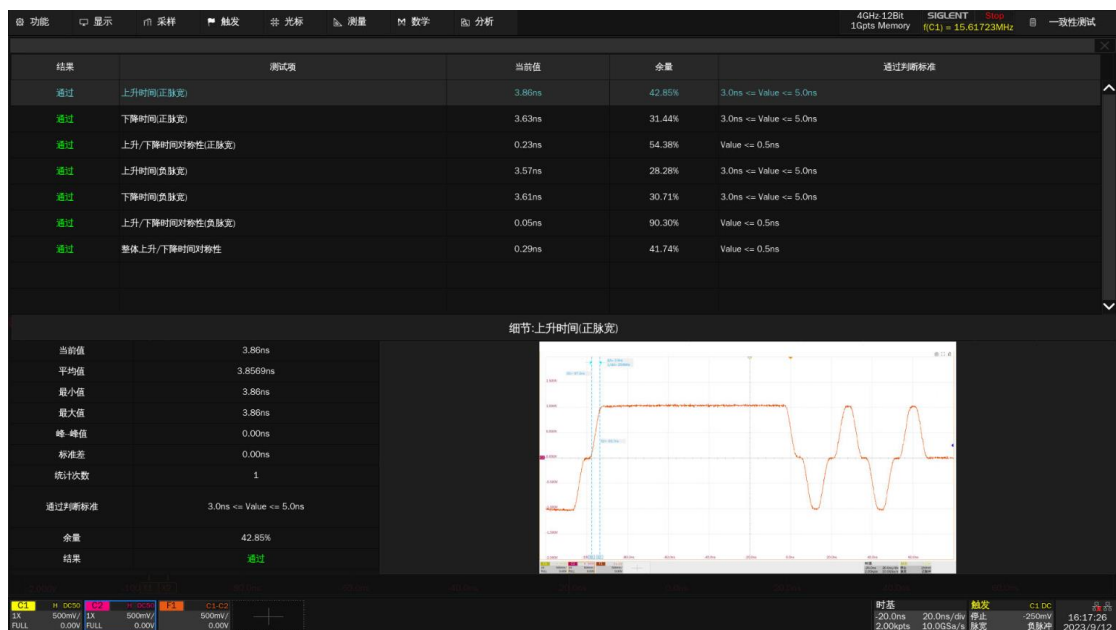 功能 显示 采样 触发 光标 测量 数学 分析
4GHz-12Bit
1Gpts Memory
SIGLENT Stop
f(C1) = 15.61723MHz
一致性测试
结果 测试项 当前值 余量 通过判断标准
通过 上升时间(正脉宽) 3.86ns 42.85% 3.0ns <= Value <= 5.0ns
通过 下降时间(正脉宽) 3.63ns 31.44% 3.0ns <= Value <= 5.0ns
通过 上升/下降时间对称性(正脉宽) 0.23ns 54.38% Value <= 0.5ns
通过 上升时间(负脉宽) 3.57ns 28.28% 3.0ns <= Value <= 5.0ns
通过 下降时间(负脉宽) 3.61ns 30.71% 3.0ns <= Value <= 5.0ns
通过 上升/下降时间对称性(负脉宽) 0.05ns 90.30% Value <= 0.5ns
通过 整体上升/下降时间对称性 0.29ns 41.74% Value <= 0.5ns
细节:上升时间(正脉宽)
当前值 3.86ns
平均值 3.8569ns
最小值 3.86ns
最大值 3.86ns
峰–峰值 0.00ns
标准差 0.00ns
统计次数 1
通过判断标准 3.0ns <= Value <= 5.0ns
余量 42.85%
结果 通过
C1 H DC50 C2 H DC50 F1 C1-C2
1X 500mV/ 1X 500mV/ 500mV/
FULL 0.00V FULL 0.00V 0.00V
时基 触发 C1 DC
-20.0ns 20.0ns/div 停止 -250mV
2.00kpts 10.0GSa/s 脉宽 负脉冲
16:17:26
2023/9/12